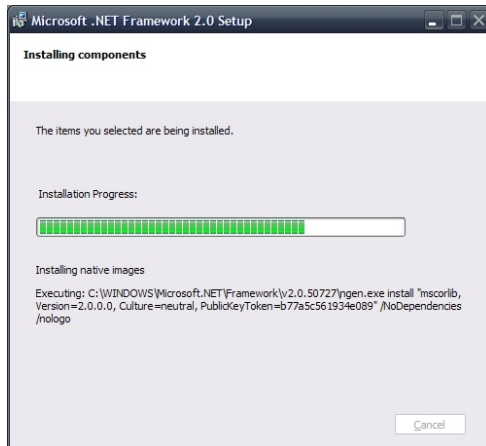 Microsoft .NET Framework 2.0 Setup
Installing components
The items you selected are being installed.
Installation Progress:
Installing native images
Executing: C:\WINDOWS\Microsoft.NET\Framework\v2.0.50727\ngen.exe install "mscorlib,
Version=2.0.0.0, Culture=neutral, PublicKeyToken=b77a5c561934e089" /NoDependencies
/nologo
Cancel